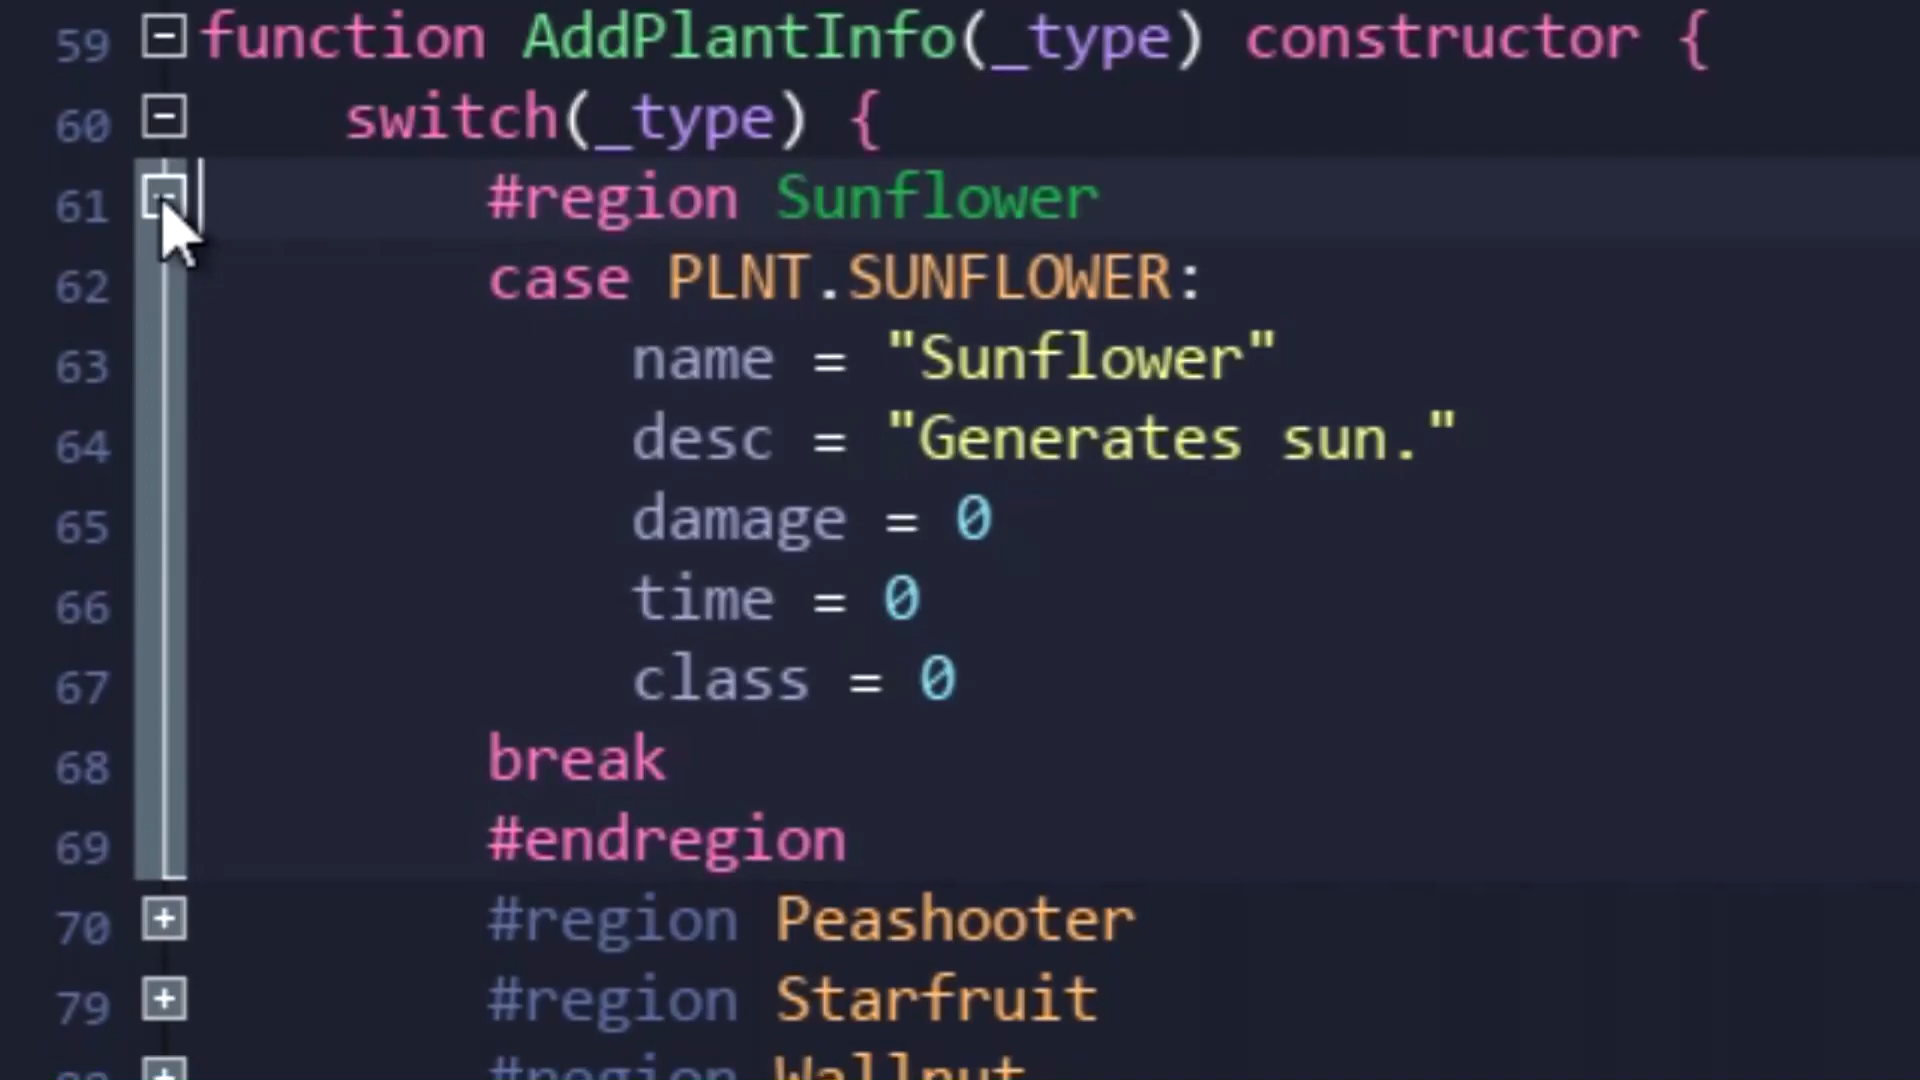 59 function AddPlantInfo(_type) constructor {
60 switch(_type) {
61 #region Sunflower
62 case PLNT.SUNFLOWER:
63 name = "Sunflower"
64 desc = "Generates sun."
65 damage = 0
66 time = 0
67 class = 0
68 break
69 #endregion
70 #region Peashooter
79 #region Starfruit
#region Wallnut